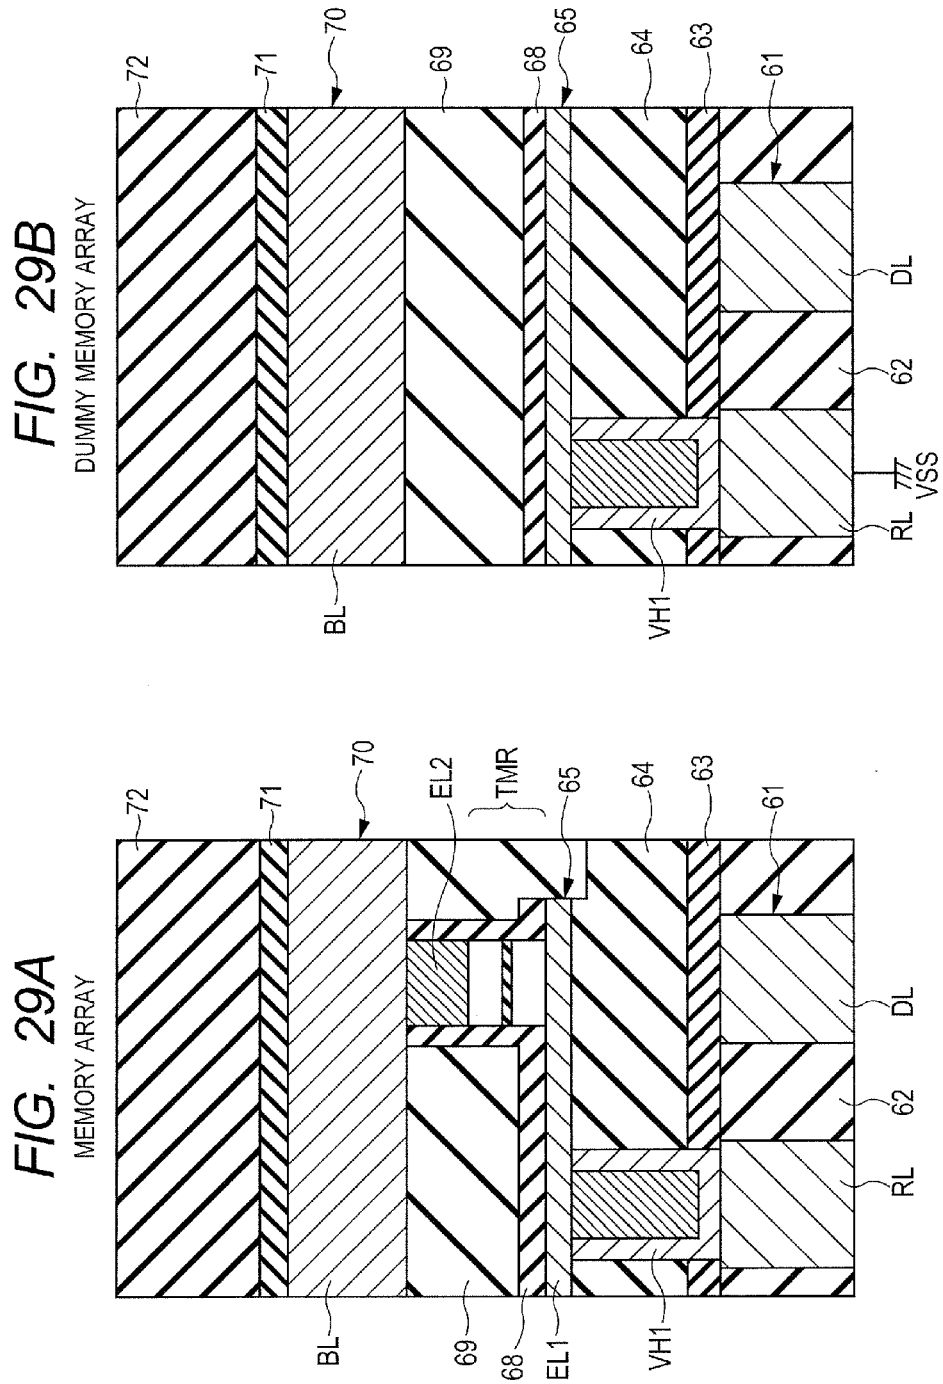 FIG. 29A
MEMORY ARRAY
72
71
70
EL2
TMR
65
64
63
61
BL
69
68
EL1
VH1
RL
62
DL
FIG. 29B
DUMMY MEMORY ARRAY
72
71
70
69
68
65
64
63
61
BL
VH1
RL
VSS
62
DL